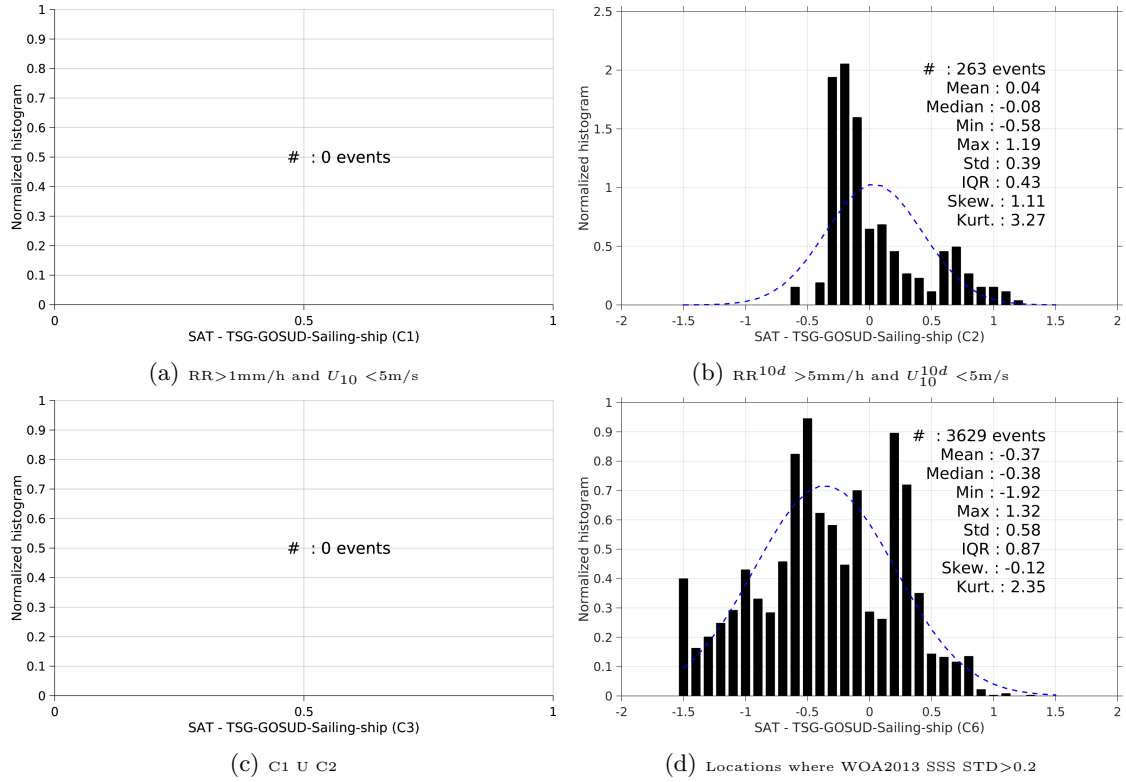 1
0.9
0.8
0.7
0.6
0.5
0.4
0.3
0.2
0.1
0
Normalized histogram
# : 0 events
0 0.5 1
SAT - TSG-GOSUD-Sailing-ship (C1)
(a) RR>1mm/h and U10 <5m/s
2.5
2
1.5
1
0.5
0
Normalized histogram
# : 263 events
Mean : 0.04
Median : -0.08
Min : -0.58
Max : 1.19
Std : 0.39
IQR : 0.43
Skew. : 1.11
Kurt. : 3.27
-2 -1.5 -1 -0.5 0 0.5 1 1.5 2
SAT - TSG-GOSUD-Sailing-ship (C2)
(b) RR10d >5mm/h and U10d10 <5m/s
1
0.9
0.8
0.7
0.6
0.5
0.4
0.3
0.2
0.1
0
Normalized histogram
# : 0 events
0 0.5 1
SAT - TSG-GOSUD-Sailing-ship (C3)
(c) C1 U C2
1
0.9
0.8
0.7
0.6
0.5
0.4
0.3
0.2
0.1
0
Normalized histogram
# : 3629 events
Mean : -0.37
Median : -0.38
Min : -1.92
Max : 1.32
Std : 0.58
IQR : 0.87
Skew. : -0.12
Kurt. : 2.35
-2 -1.5 -1 -0.5 0 0.5 1 1.5 2
SAT - TSG-GOSUD-Sailing-ship (C6)
(d) Locations where WOA2013 SSS STD>0.2